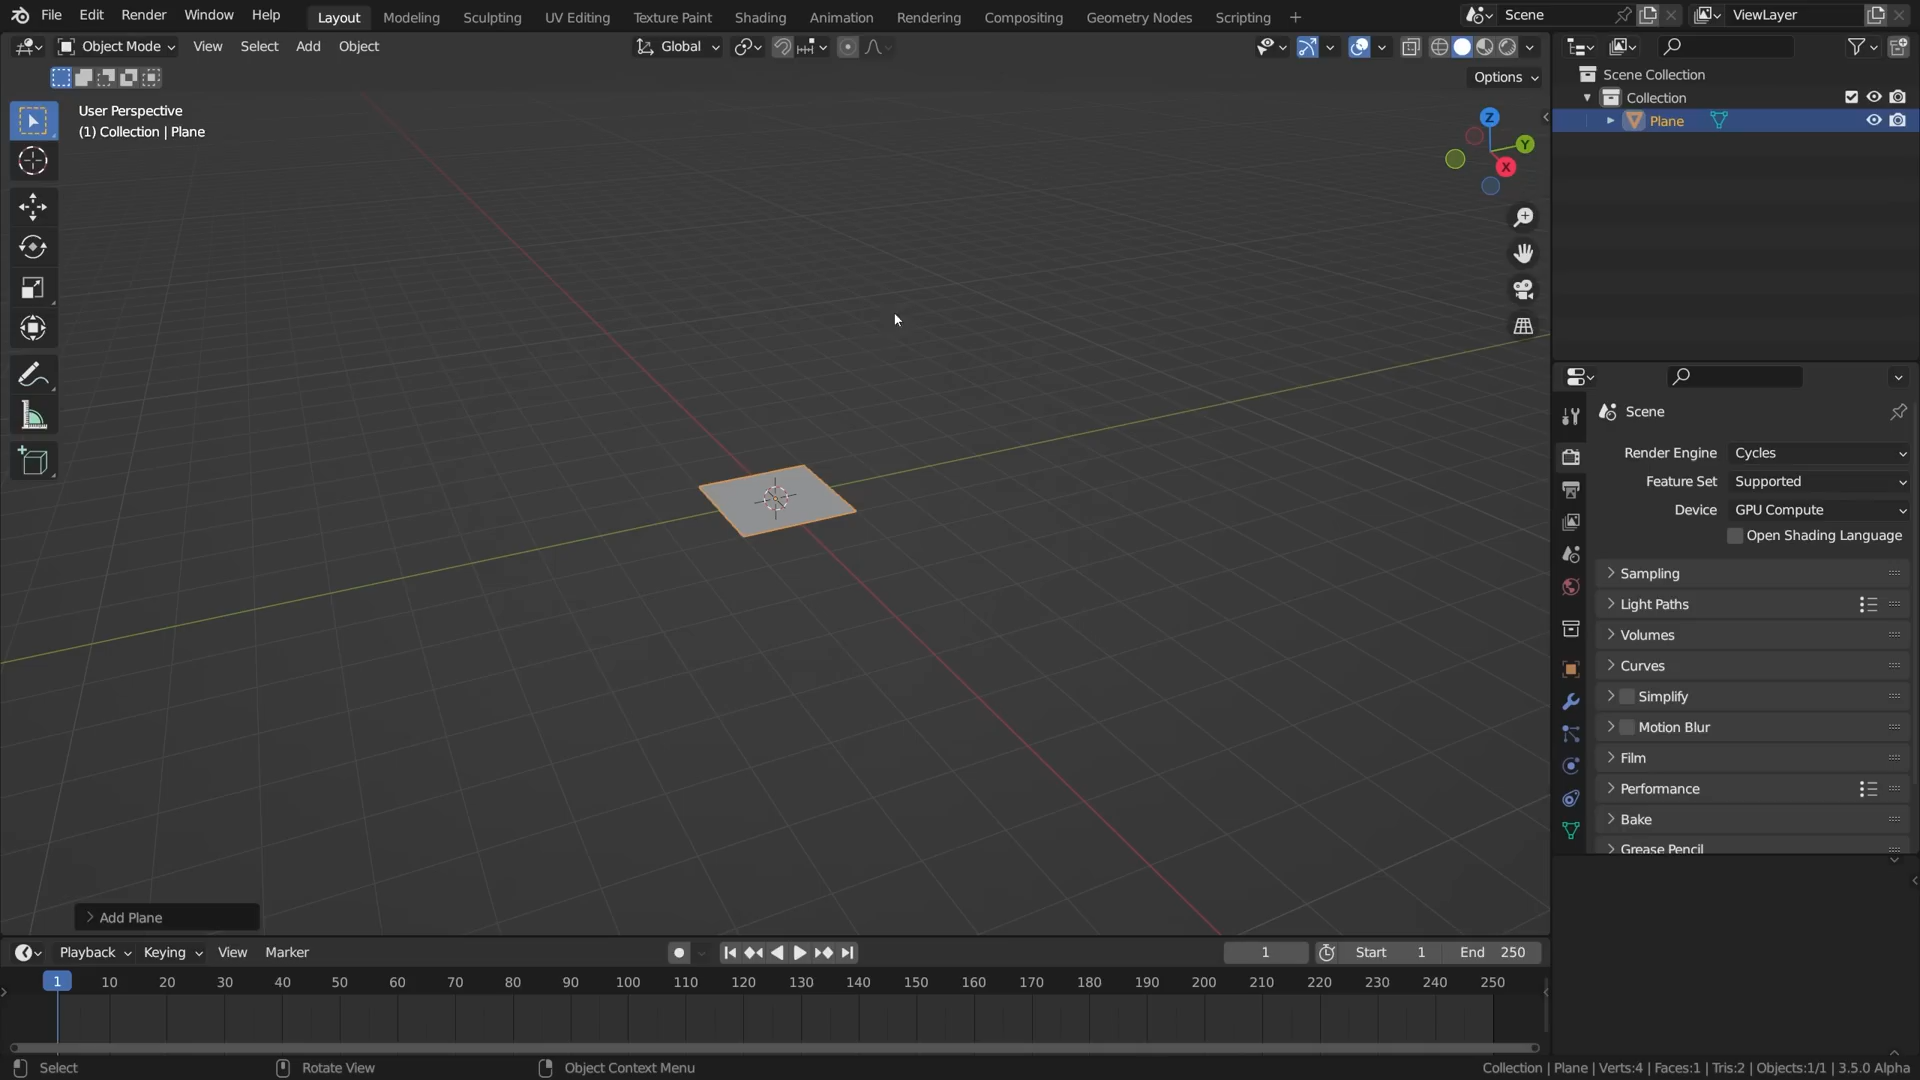 File Edit Render Window Help Layout Modeling Sculpting UV Editing Texture Paint Shading Animation Rendering Compositing Geometry Nodes Scripting + Scene ViewLayer
Object Mode View Select Add Object Global
Options
User Perspective
(1) Collection | Plane
Z
Y
X
Scene Collection
Collection
Plane
Scene
Render Engine Cycles
Feature Set Supported
Device GPU Compute
Open Shading Language
Sampling
Light Paths
Volumes
Curves
Simplify
Motion Blur
Film
Performance
Bake
Grease Pencil
Add Plane
Playback Keying View Marker 1 Start 1 End 250
1 10 20 30 40 50 60 70 80 90 100 110 120 130 140 150 160 170 180 190 200 210 220 230 240 250
Select Rotate View Object Context Menu Collection | Plane | Verts:4 | Faces:1 | Tris:2 | Objects:1/1 | 3.5.0 Alpha